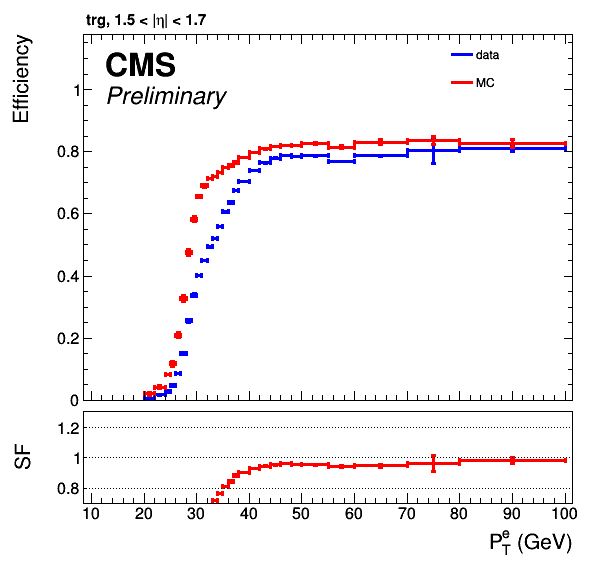 trg, 1.5 < |η| < 1.7
CMS
Preliminary
data
MC
Efficiency
1
0.8
0.6
0.4
0.2
0
SF
1.2
1
0.8
10 20 30 40 50 60 70 80 90 100
P_T^e (GeV)